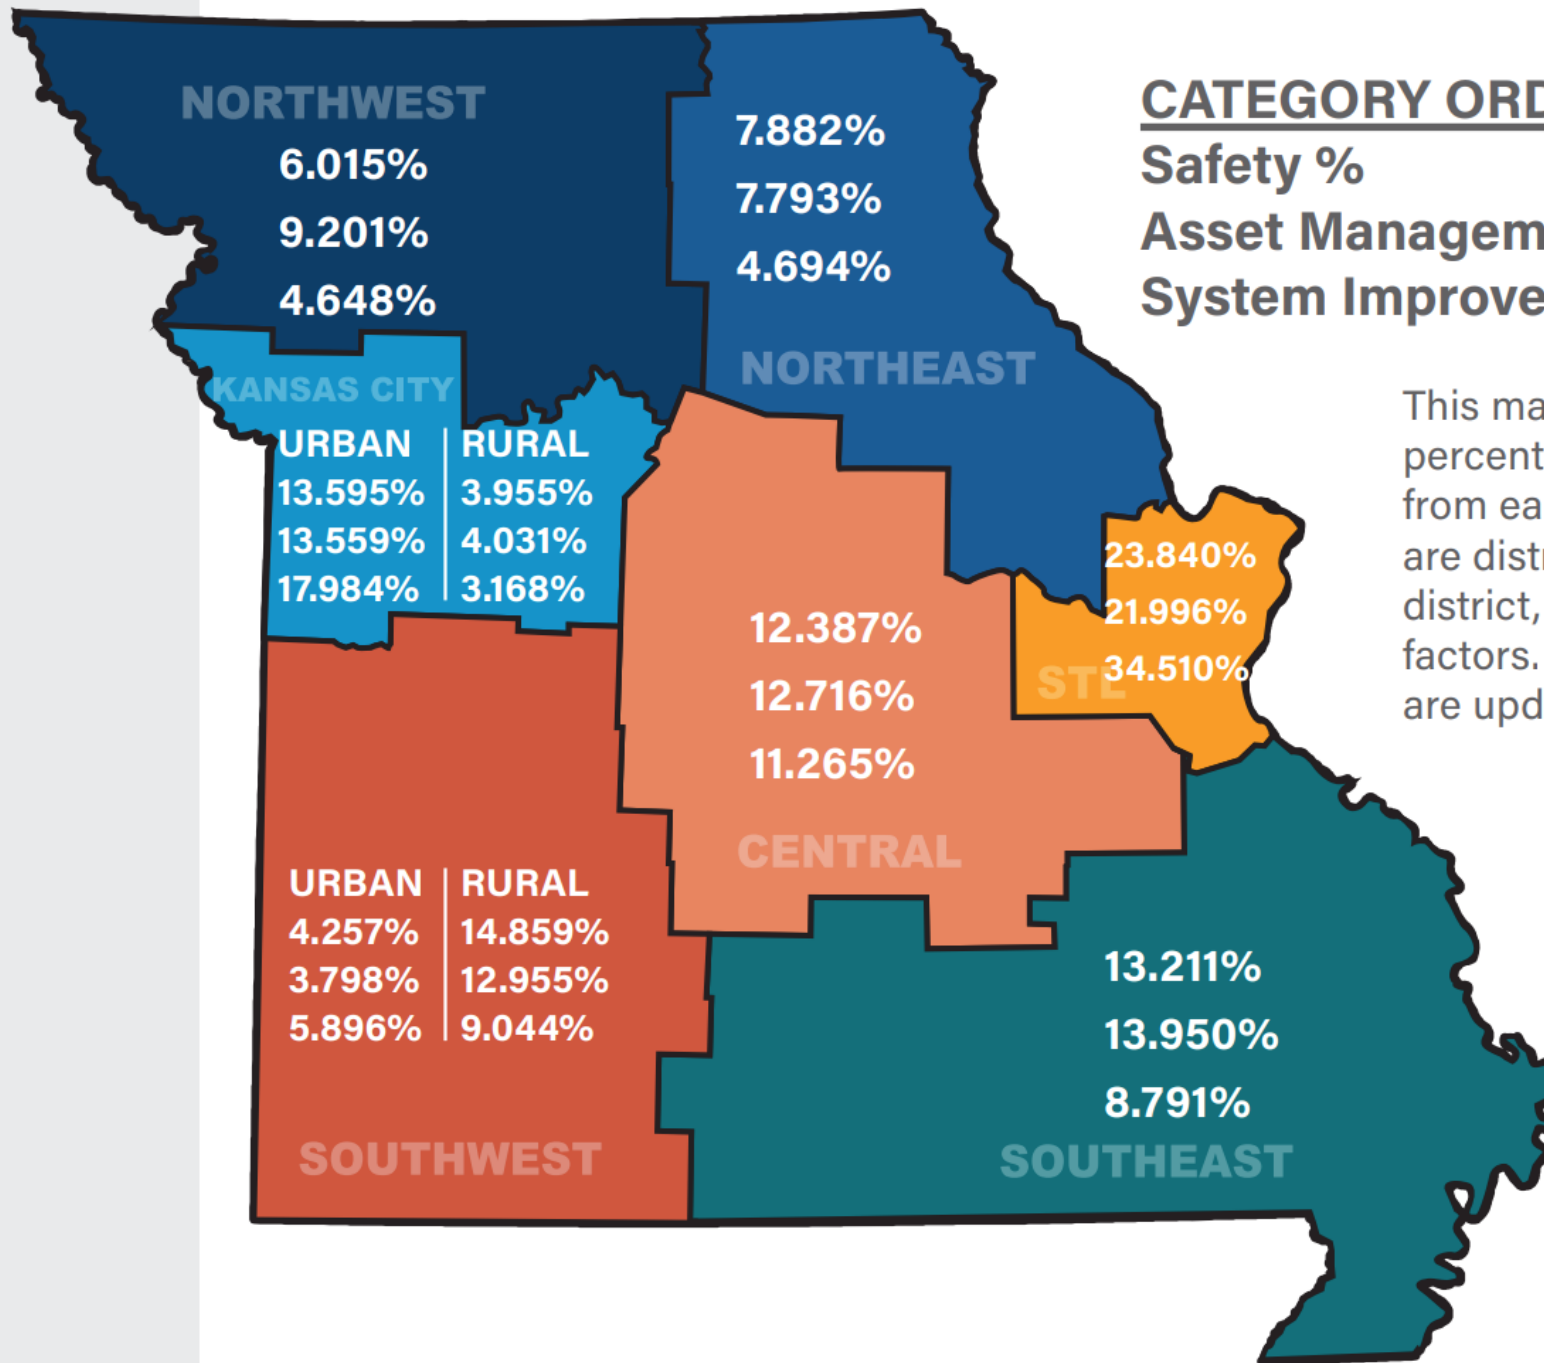 NORTHWEST
6.015%
9.201%
4.648%
7.882%
7.793%
4.694%
NORTHEAST
CATEGORY ORD
Safety %
Asset Managem
System Improve
This ma
percent
from ea
are distr
district,
factors.
are upd
KANSAS CITY
URBAN RURAL
13.595% 3.955%
13.559% 4.031%
17.984% 3.168%
23.840%
21.996%
34.510%
STL
12.387%
12.716%
11.265%
CENTRAL
URBAN RURAL
4.257% 14.859%
3.798% 12.955%
5.896% 9.044%
SOUTHWEST
13.211%
13.950%
8.791%
SOUTHEAST